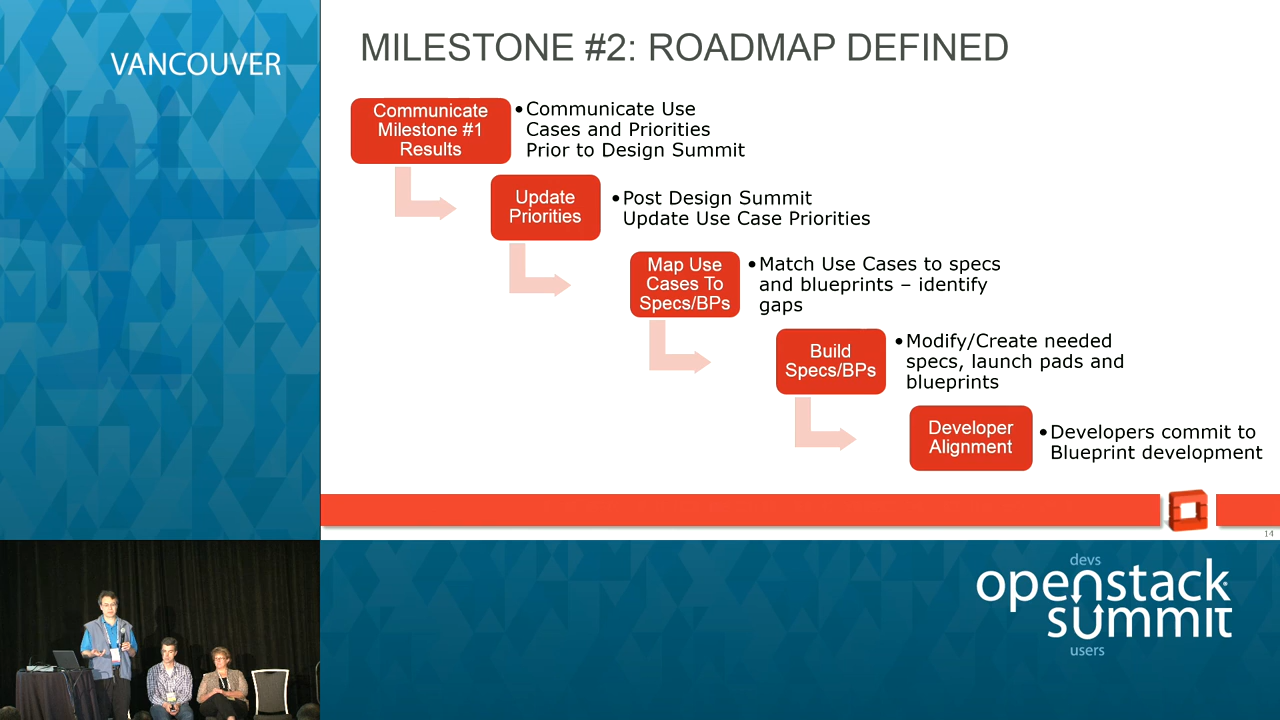 VANCOUVER
MILESTONE #2: ROADMAP DEFINED
Communicate
Milestone #1
Results
•Communicate Use
Cases and Priorities
Prior to Design Summit
Update
Priorities
•Post Design Summit
Update Use Case Priorities
Map Use
Cases To
Specs/BPs
•Match Use Cases to specs
and blueprints – identify
gaps
Build
Specs/BPs
•Modify/Create needed
specs, launch pads and
blueprints
Developer
Alignment
•Developers commit to
Blueprint development
14
devs
openstack
summit
users